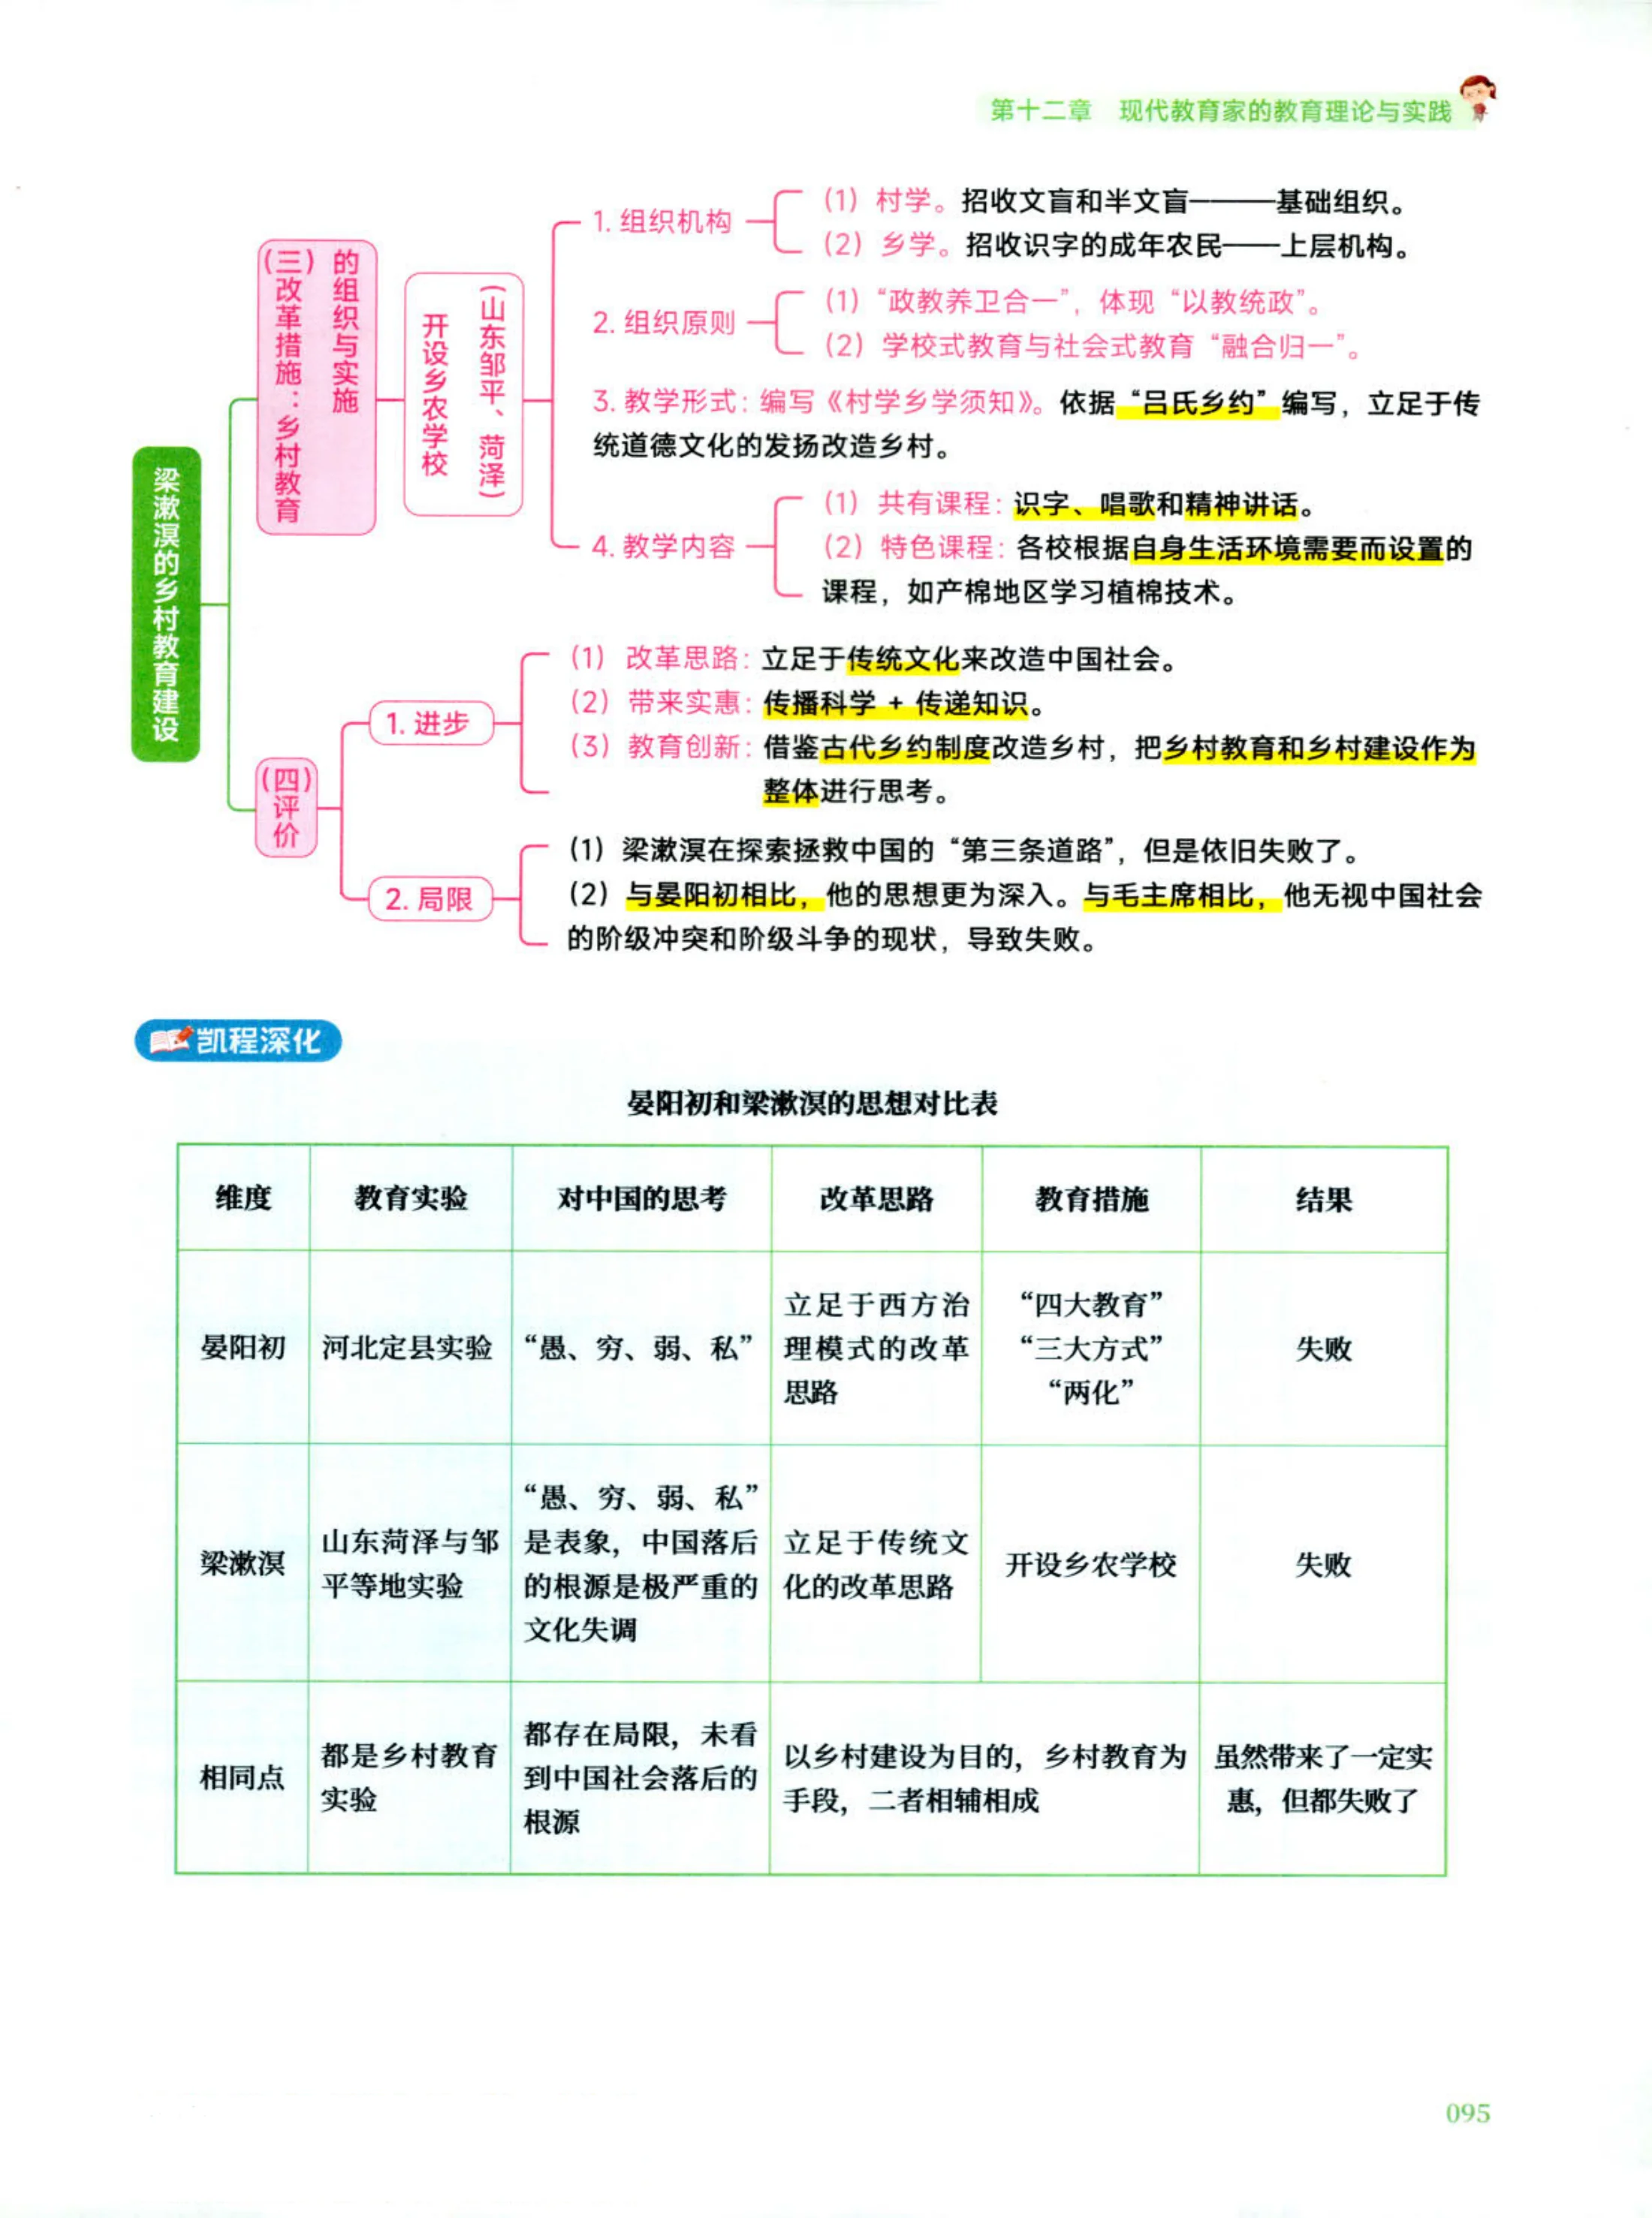 第十二章 现代教育家的教育理论与实践
梁漱溟的乡村教育建设
（三）改革措施：乡村教育
的组织与实施
开设乡农学校
（山东邹平、菏泽）
1. 组织机构
（1）村学。招收文盲和半文盲———基础组织。
（2）乡学。招收识字的成年农民——上层机构。
2. 组织原则
（1）“政教养卫合一”，体现“以教统政”。
（2）学校式教育与社会式教育“融合归一”。
3. 教学形式：编写《村学乡学须知》。依据“吕氏乡约”编写，立足于传
统道德文化的发扬改造乡村。
4. 教学内容
（1）共有课程：识字、唱歌和精神讲话。
（2）特色课程：各校根据自身生活环境需要而设置的
课程，如产棉地区学习植棉技术。
（四）评价
1. 进步
（1）改革思路：立足于传统文化来改造中国社会。
（2）带来实惠：传播科学 + 传递知识。
（3）教育创新：借鉴古代乡约制度改造乡村，把乡村教育和乡村建设作为
整体进行思考。
2. 局限
（1）梁漱溟在探索拯救中国的“第三条道路”，但是依旧失败了。
（2）与晏阳初相比，他的思想更为深入。与毛主席相比，他无视中国社会
的阶级冲突和阶级斗争的现状，导致失败。
凯程深化
晏阳初和梁漱溟的思想对比表
维度 教育实验 对中国的思考 改革思路 教育措施 结果
晏阳初
河北定县实验
“愚、穷、弱、私”
立足于西方治
理模式的改革
思路
“四大教育”
“三大方式”
“两化”
失败
梁漱溟
山东菏泽与邹
平等地实验
“愚、穷、弱、私”
是表象，中国落后
的根源是极严重的
文化失调
立足于传统文
化的改革思路
开设乡农学校
失败
相同点
都是乡村教育
实验
都存在局限，未看
到中国社会落后的
根源
以乡村建设为目的，乡村教育为
手段，二者相辅相成
虽然带来了一定实
惠，但都失败了
095